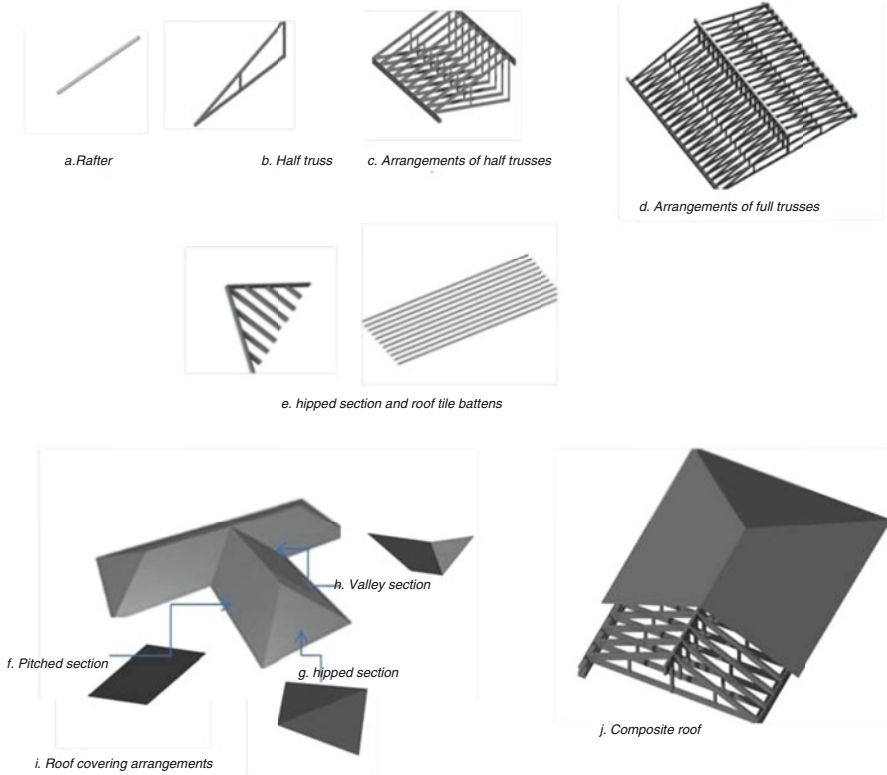 a.Rafter
b. Half truss
c. Arrangements of half trusses
d. Arrangements of full trusses
e. hipped section and roof tile battens
h. Valley section
f. Pitched section
g. hipped section
j. Composite roof
i. Roof covering arrangements